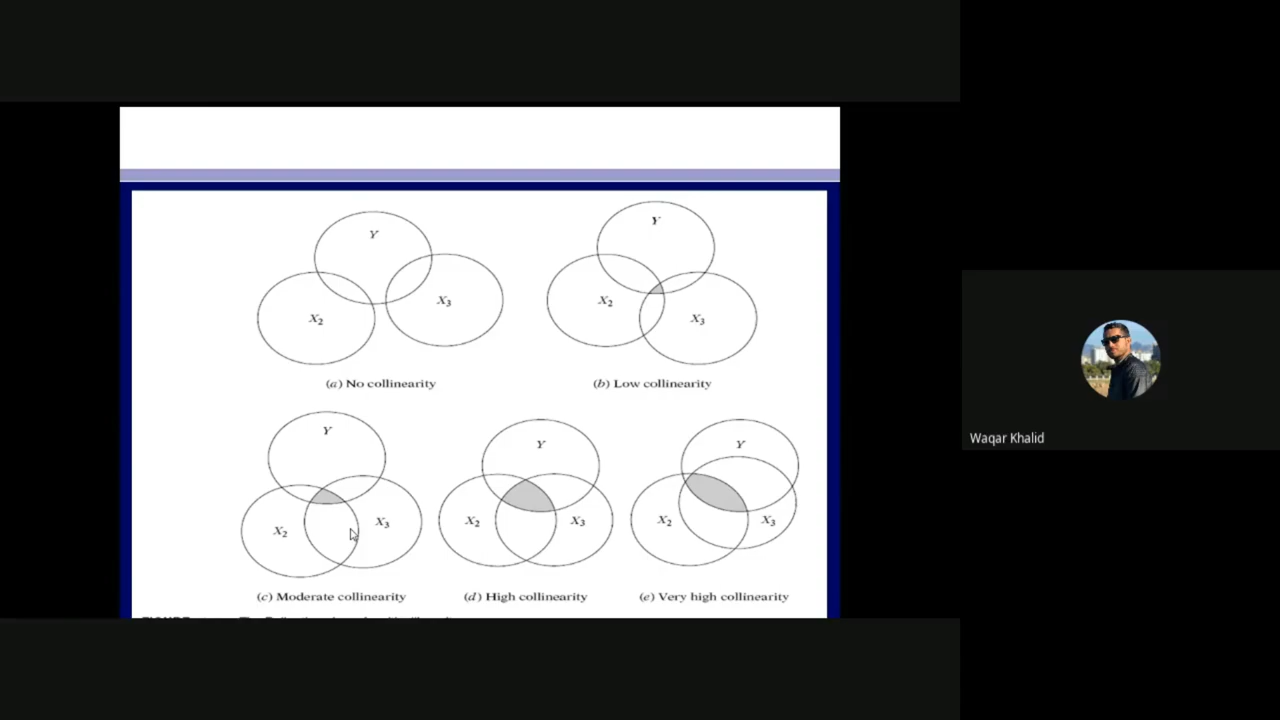 Y
Y
X2
X3
X2
X3
(a) No collinearity
(b) Low collinearity
Y
Y
Y
X2
X3
X2
X3
X2
X3
(c) Moderate collinearity
(d) High collinearity
(e) Very high collinearity
Waqar Khalid